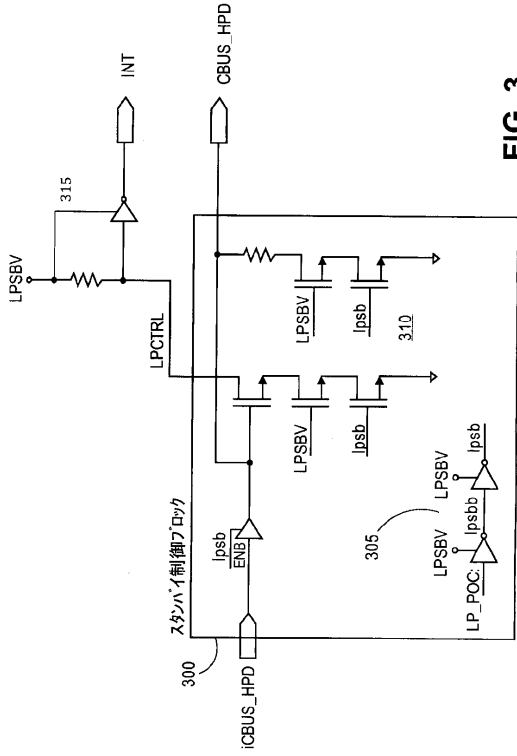 LPSBV
315
INT
LPCTRL
CBUS_HPD
スタンバイ制御ブロック
300
iCBUS_HPD
lpsb
ENB
LPSBV
lpsb
LPSBV
lpsb
310
305
LPSBV
LPSBV
LP_POC:
lpsbb
lpsb
FIG. 3